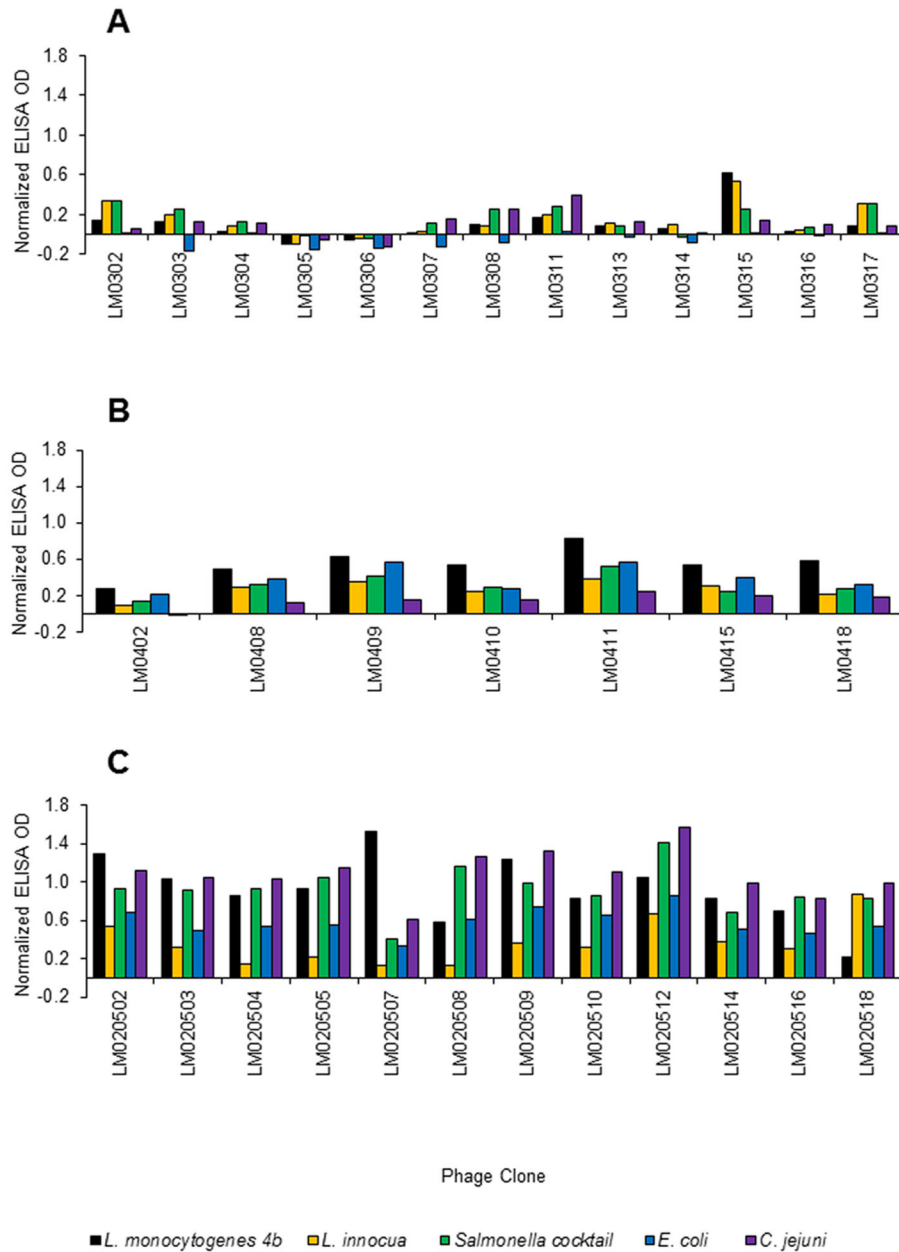 A
Normalized ELISA OD
1.8
1.4
1.0
0.6
0.2
-0.2
LM0302
LM0303
LM0304
LM0305
LM0306
LM0307
LM0308
LM0311
LM0313
LM0314
LM0315
LM0316
LM0317
B
Normalized ELISA OD
1.8
1.4
1.0
0.6
0.2
-0.2
LM0402
LM0408
LM0409
LM0410
LM0411
LM0415
LM0418
C
Normalized ELISA OD
1.8
1.4
1.0
0.6
0.2
-0.2
LM020502
LM020503
LM020504
LM020505
LM020507
LM020508
LM020509
LM020510
LM020512
LM020514
LM020516
LM020518
Phage Clone
L. monocytogenes 4b L. innocua Salmonella cocktail E. coli C. jejuni